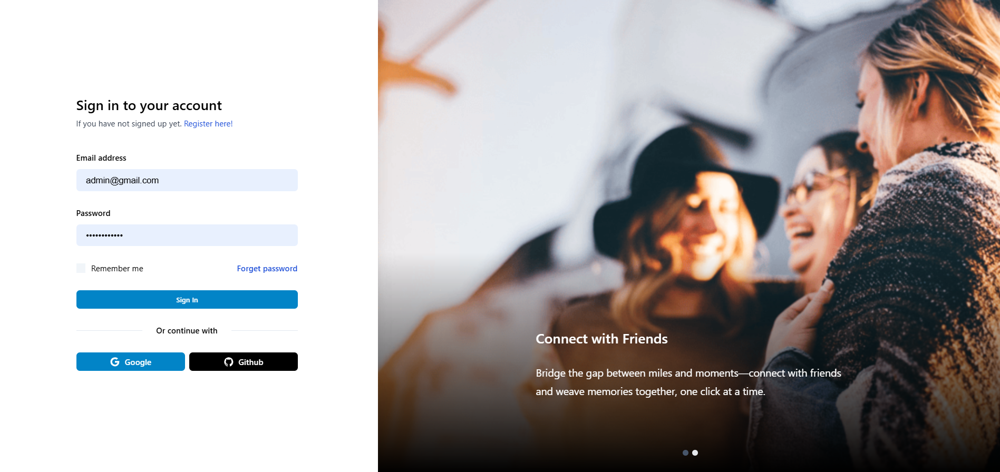 Sign in to your account
If you have not signed up yet. Register here!
Email address
admin@gmail.com
Password
••••••••••••
Remember me
Forget password
Sign In
Or continue with
Google
Github
Connect with Friends
Bridge the gap between miles and moments—connect with friends
and weave memories together, one click at a time.